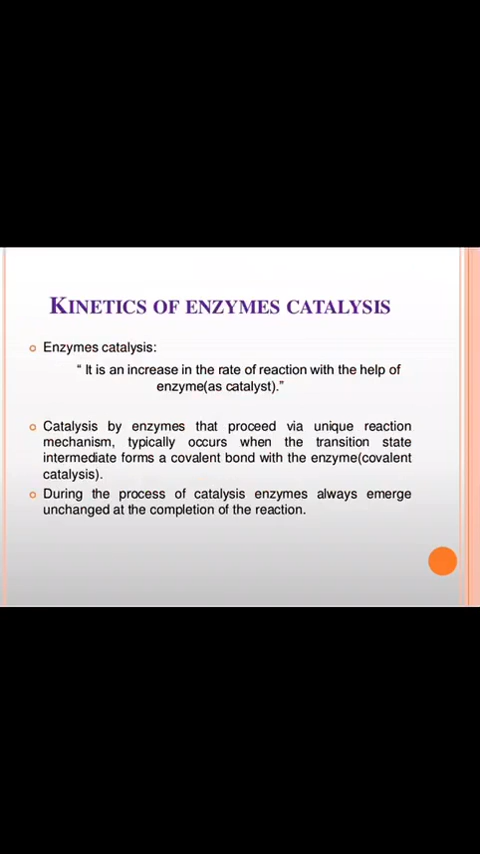 KINETICS OF ENZYMES CATALYSIS
Enzymes catalysis:
“ It is an increase in the rate of reaction with the help of
enzyme(as catalyst).”
Catalysis by enzymes that proceed via unique reaction
mechanism, typically occurs when the transition state
intermediate forms a covalent bond with the enzyme(covalent
catalysis).
During the process of catalysis enzymes always emerge
unchanged at the completion of the reaction.